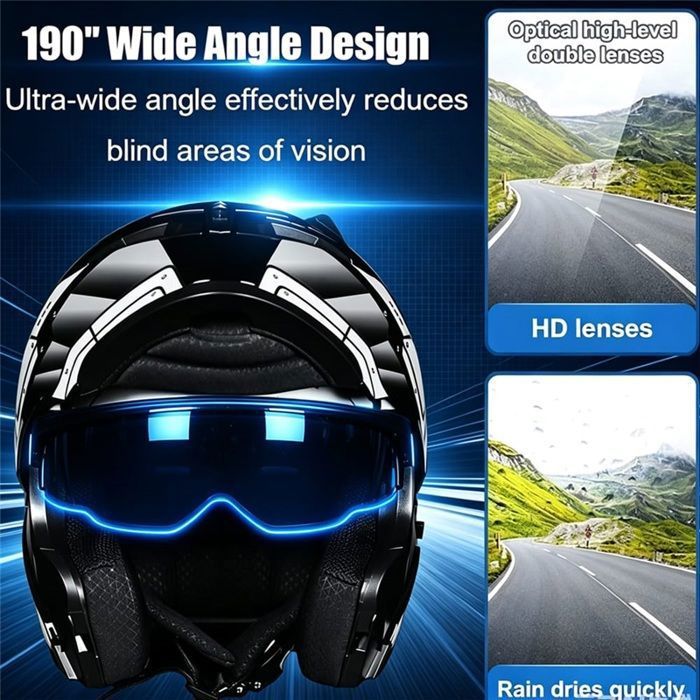 190" Wide Angle Design
Ultra-wide angle effectively reduces
blind areas of vision
Optical high-level
double lenses
HD lenses
Rain dries quickly